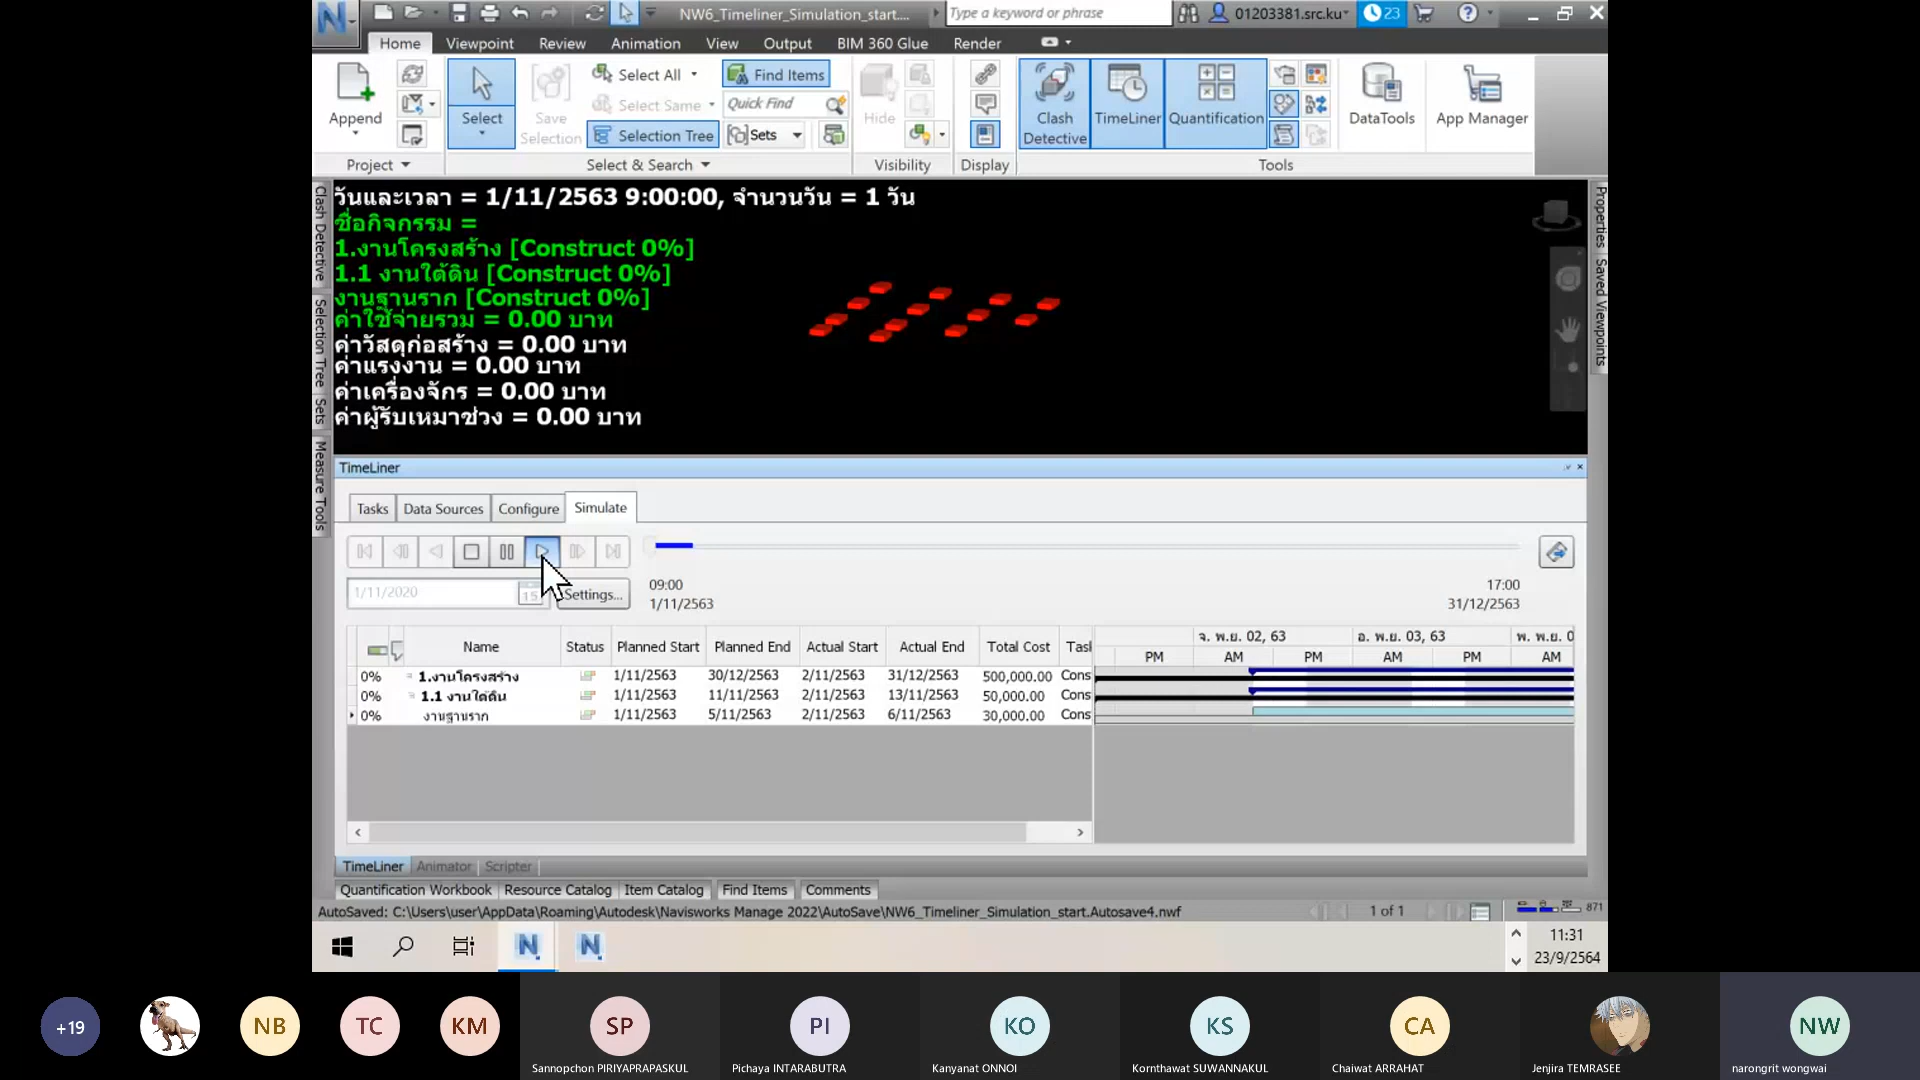 NW6_Timeliner_Simulation_start....
Type a keyword or phrase
01203381.src.ku
23
Home Viewpoint Review Animation View Output BIM 360 Glue Render
Append
Select
Save Selection
Select All
Select Same
Selection Tree
Find Items
Quick Find
Sets
Hide
Clash Detective
TimeLiner
Quantification
DataTools
App Manager
Project
Select & Search
Visibility
Display
Tools
Clash Detective
Selection Tree
Sets
Measure Tools
Properties
Saved Viewpoints
วันและเวลา = 1/11/2563 9:00:00, จำนวนวัน = 1 วัน
ชื่อกิจกรรม =
1.งานโครงสร้าง [Construct 0%]
1.1 งานใต้ดิน [Construct 0%]
งานฐานราก [Construct 0%]
ค่าใช้จ่ายรวม = 0.00 บาท
ค่าวัสดุก่อสร้าง = 0.00 บาท
ค่าแรงงาน = 0.00 บาท
ค่าเครื่องจักร = 0.00 บาท
ค่าผู้รับเหมาช่วง = 0.00 บาท
TimeLiner
Tasks Data Sources Configure Simulate
1/11/2020
15
Settings...
09:00
1/11/2563
17:00
31/12/2563
Name Status Planned Start Planned End Actual Start Actual End Total Cost Task
จ. พ.ย. 02, 63 อ. พ.ย. 03, 63 พ. พ.ย. 0
PM AM PM AM PM AM
0% 1.งานโครงสร้าง 1/11/2563 30/12/2563 2/11/2563 31/12/2563 500,000.00 Cons
0% 1.1 งานใต้ดิน 1/11/2563 11/11/2563 2/11/2563 13/11/2563 50,000.00 Cons
0% งานฐานราก 1/11/2563 5/11/2563 2/11/2563 6/11/2563 30,000.00 Cons
TimeLiner Animator Scripter
Quantification Workbook Resource Catalog Item Catalog Find Items Comments
AutoSaved: C:\Users\user\AppData\Roaming\Autodesk\Navisworks Manage 2022\AutoSave\NW6_Timeliner_Simulation_start.Autosave4.nwf
1 of 1
871
11:31
23/9/2564
+19 NB TC KM SP PI KO KS CA NW
Sannopchon PIRIYAPRAPASKUL Pichaya INTARABUTRA Kanyanat ONNOI Kornthawat SUWANNAKUL Chaiwat ARRAHAT Jenjira TEMRASEE narongrit wongwai